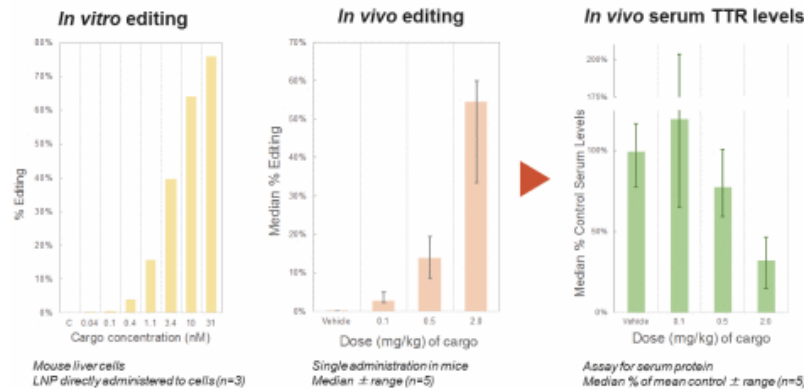 In vitro editing
80%
70%
60%
50%
40%
30%
20%
10%
0%
% Editing
C 0.04 0.1 0.4 1.1 3.4 10 31
Cargo concentration (nM)
Mouse liver cells
LNP directly administered to cells (n=3)
In vivo editing
70%
60%
50%
40%
30%
20%
10%
0%
Median % Editing
Vehicle 0.1 0.5 2.0
Dose (mg/kg) of cargo
Single administration in mice
Median ± range (n=5)
In vivo serum TTR levels
200%
175%
100%
50%
0%
Median % Control Serum Levels
Vehicle 0.1 0.5 2.0
Dose (mg/kg) of cargo
Assay for serum protein
Median % of mean control ± range (n=5)